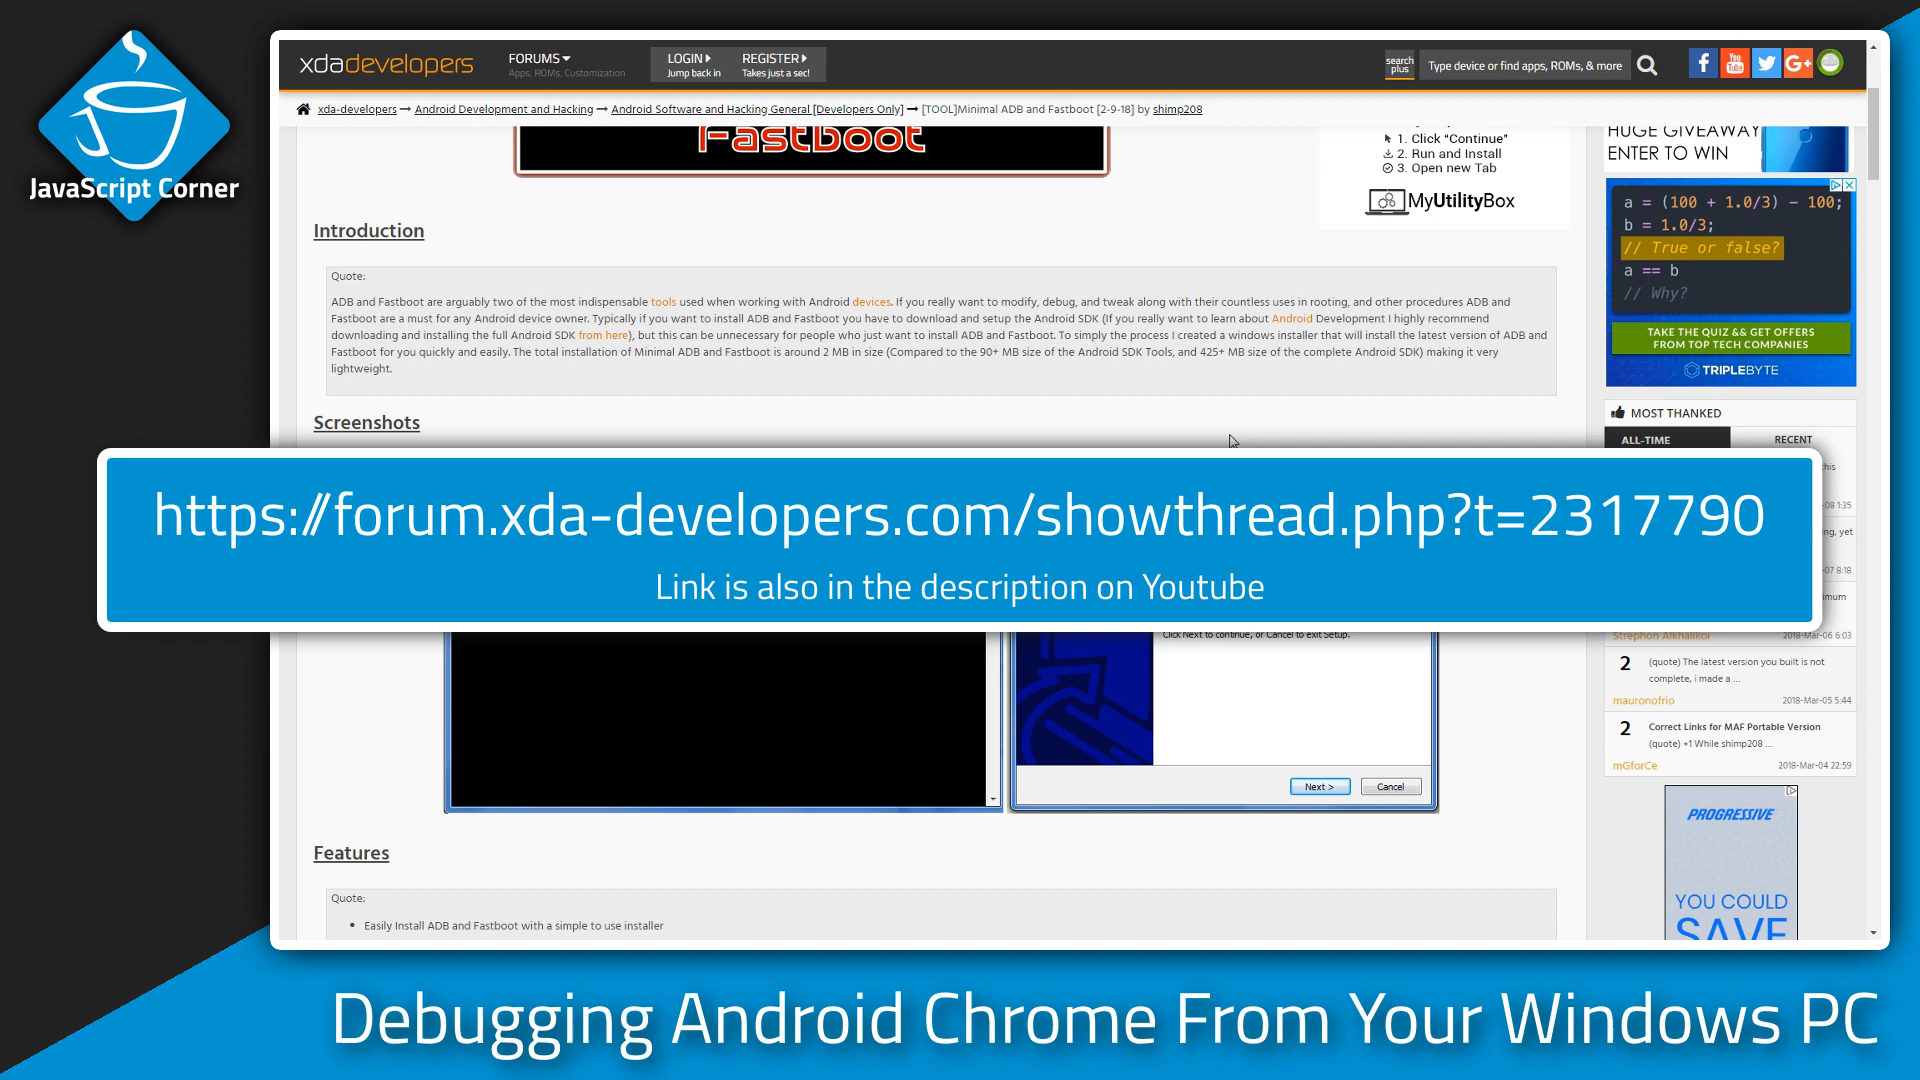 JavaScript Corner
xdadevelopers
FORUMS
Apps, ROMs, Customization
LOGIN
Jump back in
REGISTER
Takes just a sec!
search
plus
Type device or find apps, ROMs, & more
xda-developers → Android Development and Hacking → Android Software and Hacking General [Developers Only] → [TOOL]Minimal ADB and Fastboot [2-9-18] by shimp208
Fastboot
1. Click "Continue"
2. Run and Install
3. Open new Tab
MyUtilityBox
HUGE GIVEAWAY
ENTER TO WIN
a = (100 + 1.0/3) - 100;
b = 1.0/3;
// True or false?
a == b
// Why?
TAKE THE QUIZ && GET OFFERS
FROM TOP TECH COMPANIES
TRIPLEBYTE
Introduction
Quote:
ADB and Fastboot are arguably two of the most indispensable tools used when working with Android devices. If you really want to modify, debug, and tweak along with their countless uses in rooting, and other procedures ADB and
Fastboot are a must for any Android device owner. Typically if you want to install ADB and Fastboot you have to download and setup the Android SDK (If you really want to learn about Android Development I highly recommend
downloading and installing the full Android SDK from here), but this can be unnecessary for people who just want to install ADB and Fastboot. To simply the process I created a windows installer that will install the latest version of ADB and
Fastboot for you quickly and easily. The total installation of Minimal ADB and Fastboot is around 2 MB in size (Compared to the 90+ MB size of the Android SDK Tools, and 425+ MB size of the complete Android SDK) making it very
lightweight.
Screenshots
MOST THANKED
ALL-TIME
RECENT
this
-08 1:35
ng, yet
-07 8:18
https://forum.xda-developers.com/showthread.php?t=2317790
Link is also in the description on Youtube
Click Next to continue, or Cancel to exit Setup.
Next >
Cancel
Strephon Alkhalikoi
2018-Mar-06 6:03
2
(quote) The latest version you built is not
complete, i made a ...
mauronofrio
2018-Mar-05 5:44
2
Correct Links for MAF Portable Version
(quote) +1 While shimp208 ...
mGforCe
2018-Mar-04 22:59
PROGRESSIVE
YOU COULD
SAVE
Features
Quote:
• Easily Install ADB and Fastboot with a simple to use installer
Debugging Android Chrome From Your Windows PC